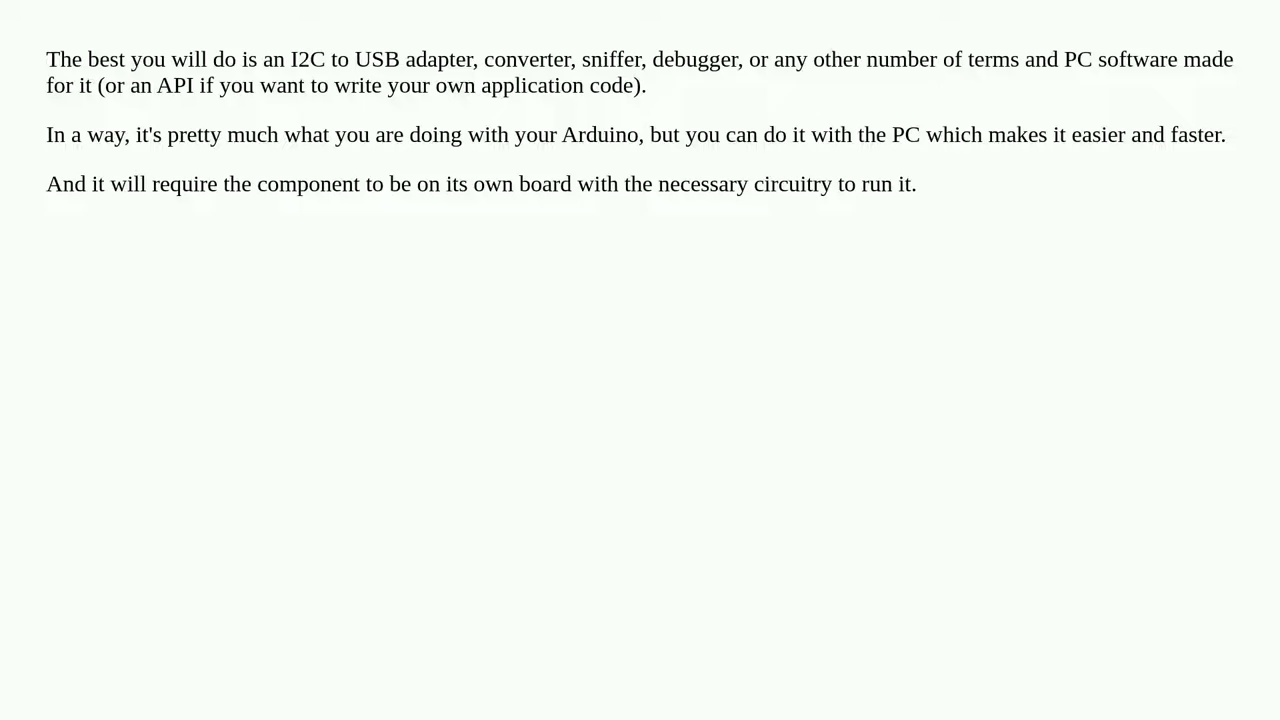 The best you will do is an I2C to USB adapter, converter, sniffer, debugger, or any other number of terms and PC software made
for it (or an API if you want to write your own application code).
In a way, it's pretty much what you are doing with your Arduino, but you can do it with the PC which makes it easier and faster.
And it will require the component to be on its own board with the necessary circuitry to run it.